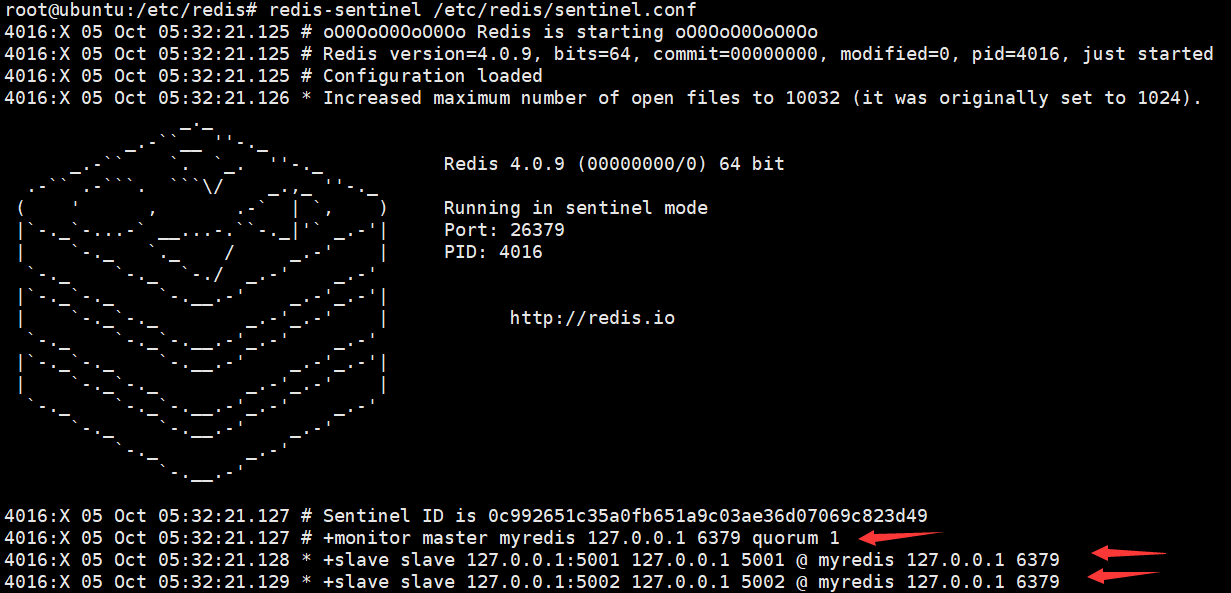 root@ubuntu:/etc/redis# redis-sentinel /etc/redis/sentinel.conf
4016:X 05 Oct 05:32:21.125 # oO0OoO0OoO0Oo Redis is starting oO0OoO0OoO0Oo
4016:X 05 Oct 05:32:21.125 # Redis version=4.0.9, bits=64, commit=00000000, modified=0, pid=4016, just started
4016:X 05 Oct 05:32:21.125 # Configuration loaded
4016:X 05 Oct 05:32:21.126 * Increased maximum number of open files to 10032 (it was originally set to 1024).
Redis 4.0.9 (00000000/0) 64 bit
Running in sentinel mode
Port: 26379
PID: 4016
http://redis.io
4016:X 05 Oct 05:32:21.127 # Sentinel ID is 0c992651c35a0fb651a9c03ae36d07069c823d49
4016:X 05 Oct 05:32:21.127 # +monitor master myredis 127.0.0.1 6379 quorum 1
4016:X 05 Oct 05:32:21.128 * +slave slave 127.0.0.1:5001 127.0.0.1 5001 @ myredis 127.0.0.1 6379
4016:X 05 Oct 05:32:21.129 * +slave slave 127.0.0.1:5002 127.0.0.1 5002 @ myredis 127.0.0.1 6379